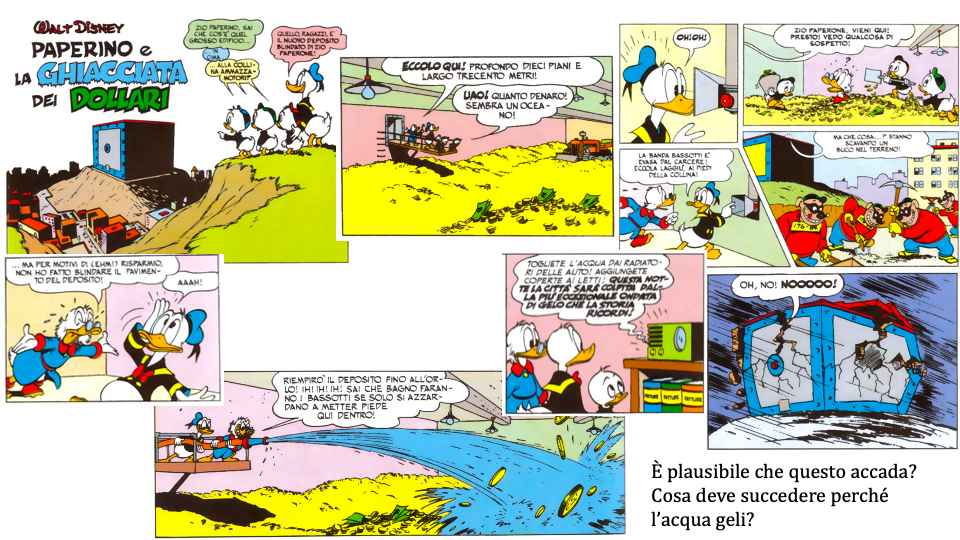 WALT DISNEY
PAPERINO e
LA GHIACCIATA
DEI DOLLARI
ZIO PAPERINO, SAI
CHE COS'È QUEL
GROSSO EDIFICIO...
...IN
CIMA
... ALLA COLLI-
NA AMMAZZA-
MOTORI?
QUELLO, RAGAZZI, È
IL NUOVO DEPOSITO
BLINDATO DI ZIO
PAPERONE!
ECCOLO QUI! PROFONDO DIECI PIANI E
LARGO TRECENTO METRI!
UAO! QUANTO DENARO!
SEMBRA UN OCEA-
NO!
OH! OH!
ZIO PAPERONE, VIENI QUI!
PRESTO! VEDO QUALCOSA DI
SOSPETTO!
?
LA BANDA BASSOTTI E'
EVASA DAL CARCERE!
ECCOLA LAGGIÙ, AI PIEDI
DELLA COLLINA!
MA CHE COSA...? STANNO
SCAVANDO UN
BUCO NEL TERRENO!
... MA PER MOTIVI DI (EHM!) RISPARMIO,
NON HO FATTO BLINDARE IL PAVIMEN-
TO DEL DEPOSITO!
AAAH!
RIEMPIRO' IL DEPOSITO FINO ALL'OR-
LO! IH! IH! IH! SAI CHE BAGNO FARAN-
NO I BASSOTTI SE SOLO SI AZZAR-
DANO A METTER PIEDE
QUI DENTRO!
TOGLIETE L'ACQUA DAI RADIATO-
RI DELLE AUTO! AGGIUNGETE
COPERTE AI LETTI! QUESTA NOT-
TE LA CITTA' SARÀ COLPITA DAL-
LA PIU' ECCEZIONALE ONDATA
DI GELO CHE LA STORIA
RICORDI!
FATTURE FATTURE FATTURE
OH, NO! NOOOOO!
È plausibile che questo accada?
Cosa deve succedere perché
l'acqua geli?